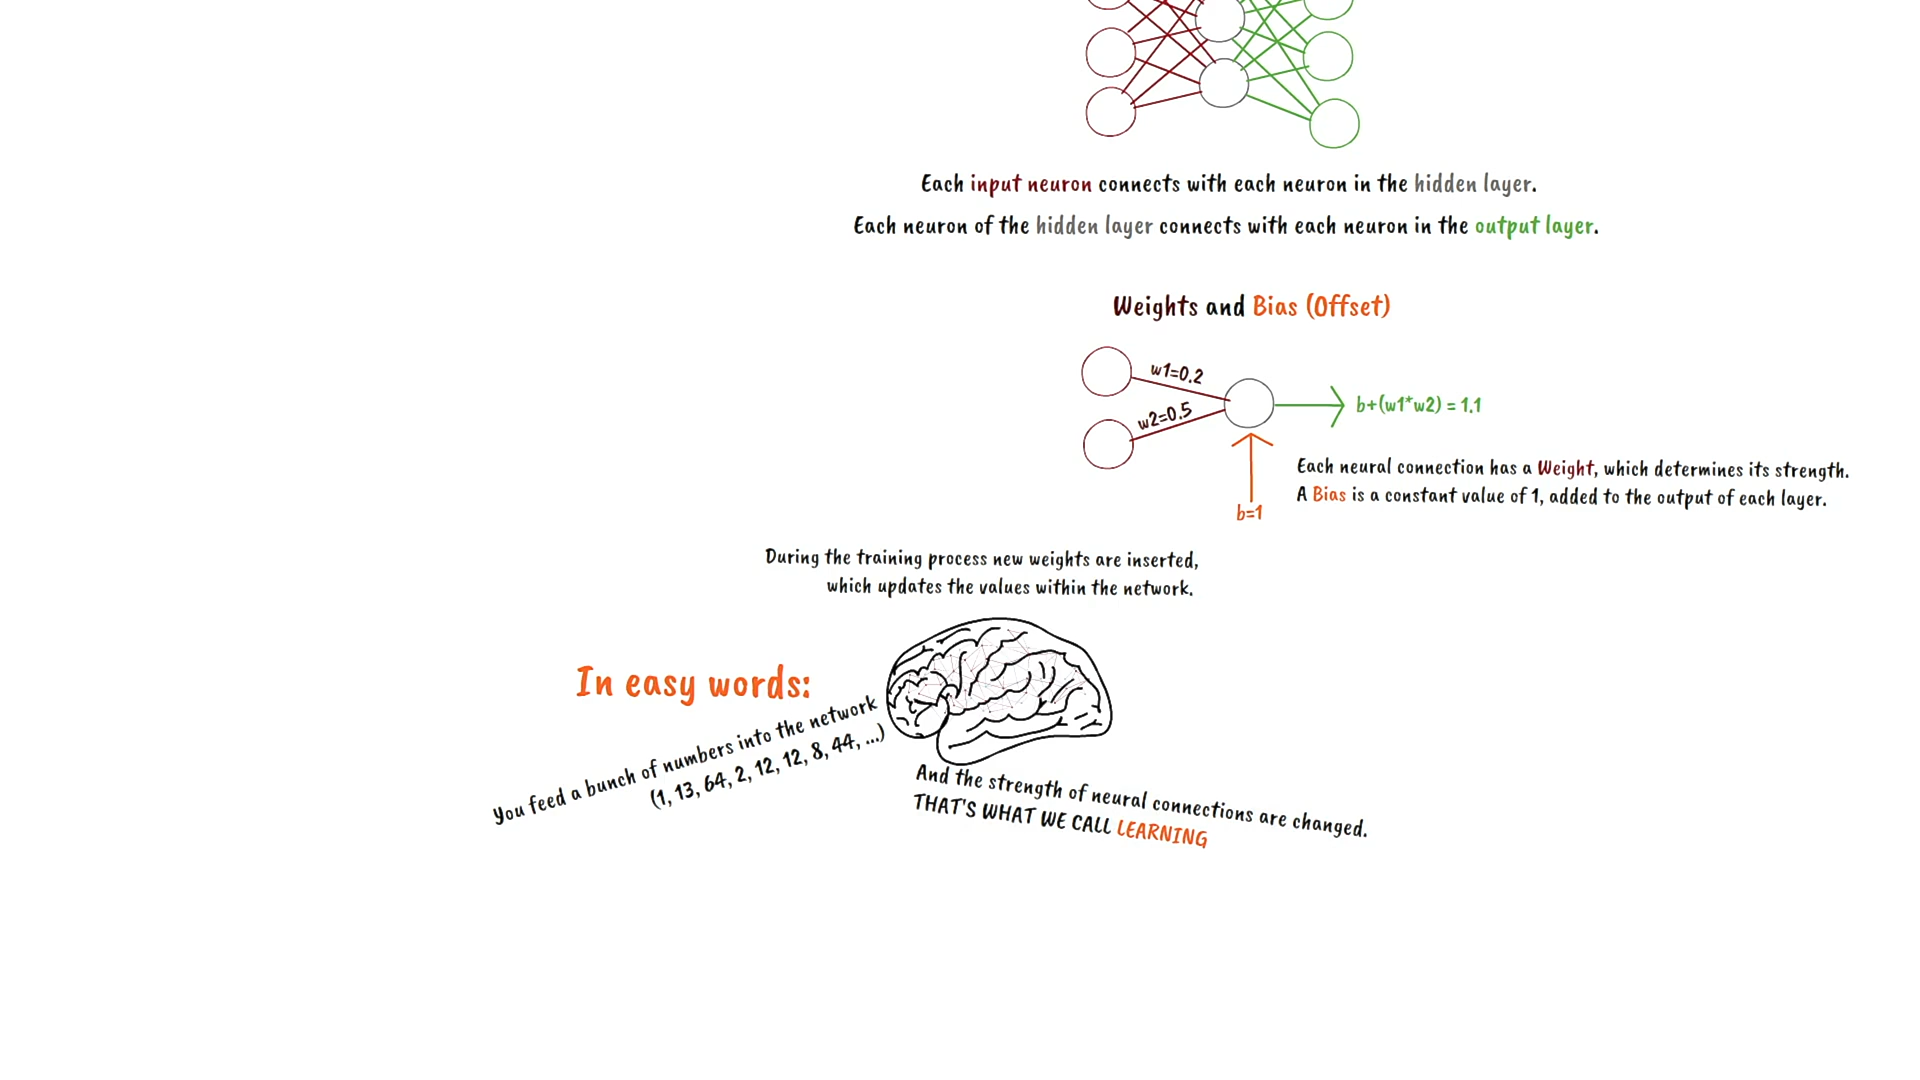 Each input neuron connects with each neuron in the hidden layer.
Each neuron of the hidden layer connects with each neuron in the output layer.
Weights and Bias (Offset)
w1=0.2
w2=0.5
b+(w1*w2) = 1.1
b=1
Each neural connection has a Weight, which determines its strength.
A Bias is a constant value of 1, added to the output of each layer.
During the training process new weights are inserted,
which updates the values within the network.
In easy words:
You feed a bunch of numbers into the network
(1, 13, 64, 2, 12, 12, 8, 44, ...)
And the strength of neural connections are changed.
THAT'S WHAT WE CALL LEARNING